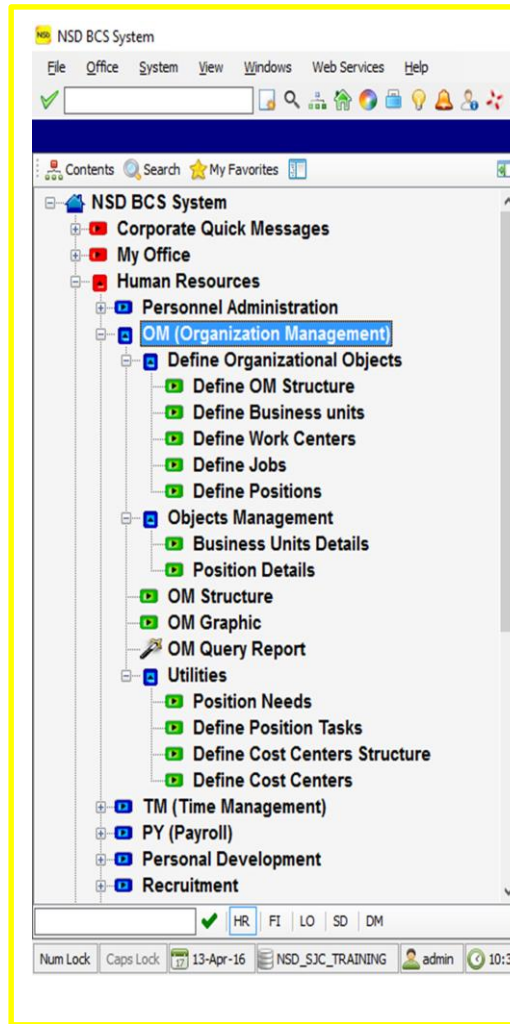 NSD BCS System
File Office System View Windows Web Services Help
Contents Search My Favorites
NSD BCS System
Corporate Quick Messages
My Office
Human Resources
Personnel Administration
OM (Organization Management)
Define Organizational Objects
Define OM Structure
Define Business units
Define Work Centers
Define Jobs
Define Positions
Objects Management
Business Units Details
Position Details
OM Structure
OM Graphic
OM Query Report
Utilities
Position Needs
Define Position Tasks
Define Cost Centers Structure
Define Cost Centers
TM (Time Management)
PY (Payroll)
Personal Development
Recruitment
HR FI LO SD DM
Num Lock Caps Lock 17 13-Apr-16 NSD_SJC_TRAINING admin 10:3